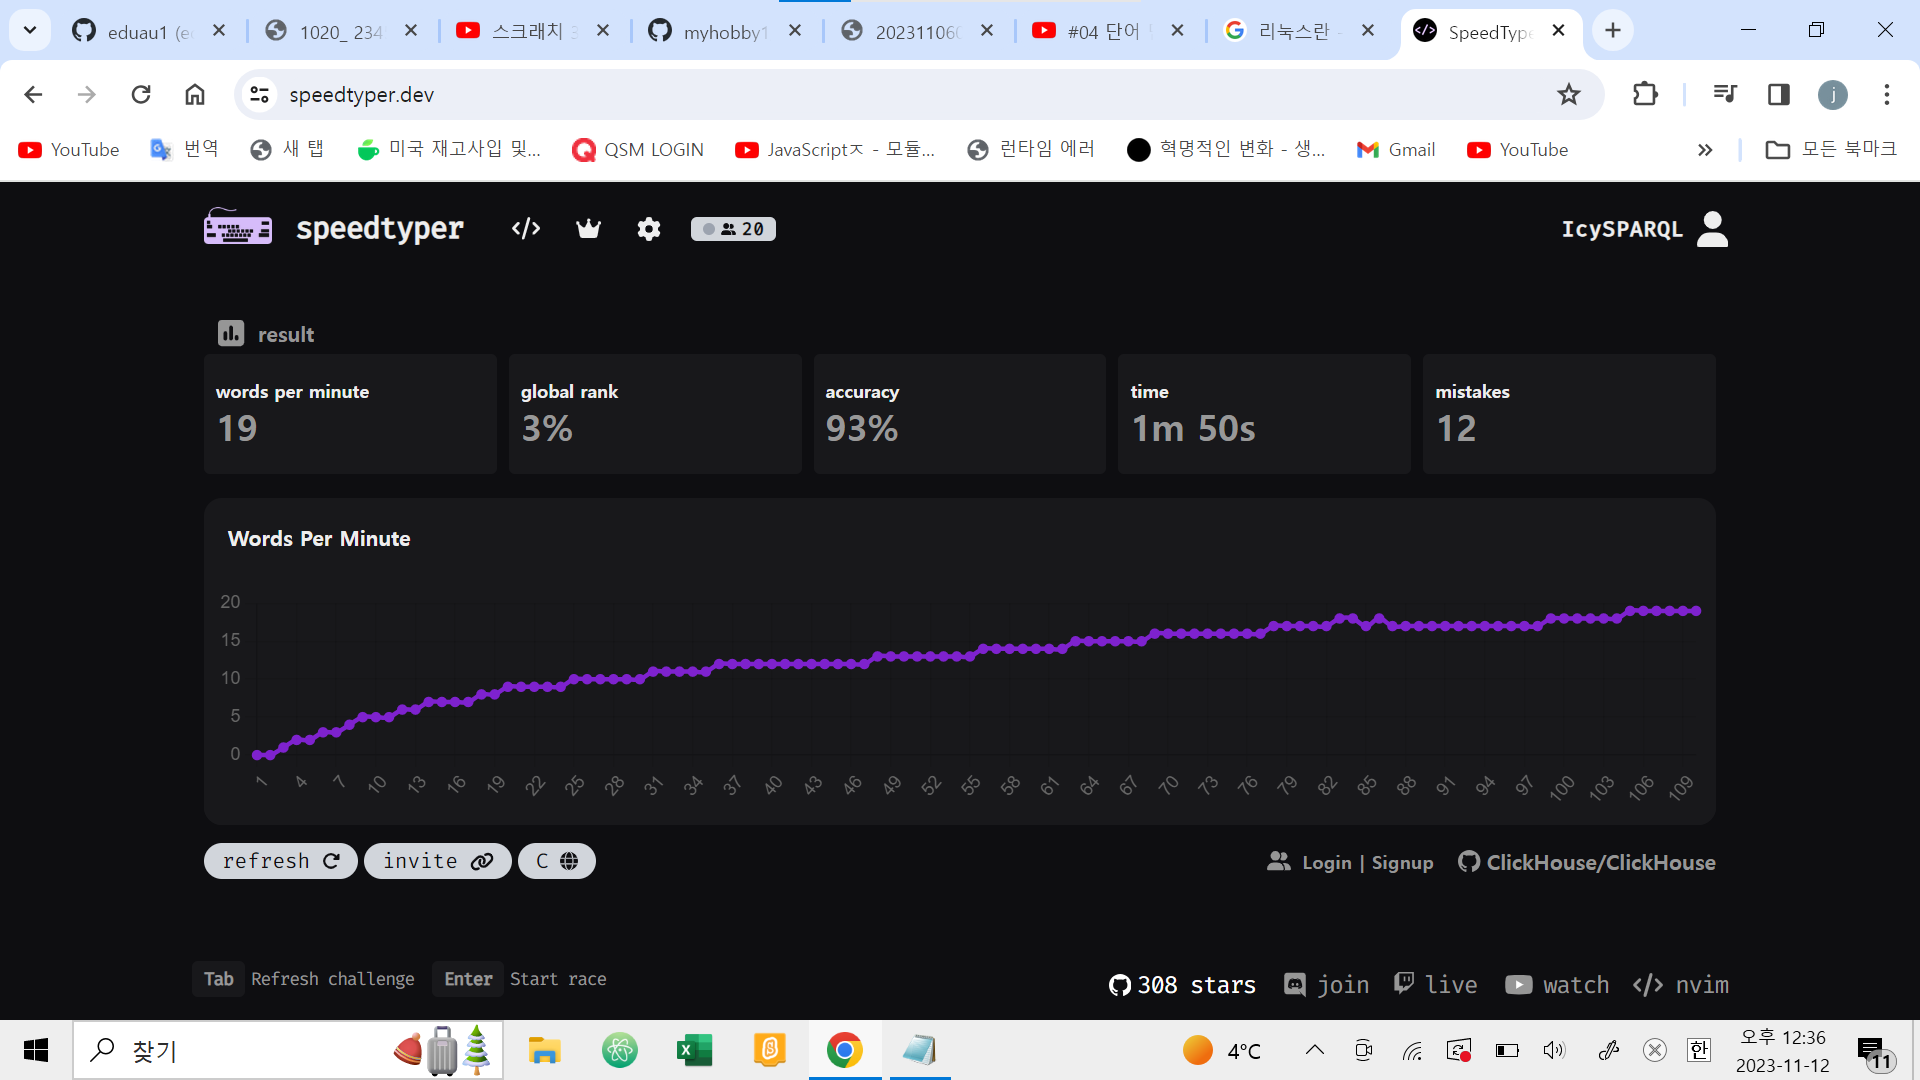 eduau1 (e
1020_ 234
스크래치 3
myhobby1
202311060
#04 단어
리눅스란 -
SpeedType
speedtyper.dev
j
YouTube
번역
새 탭
미국 재고사입 및...
QSM LOGIN
JavaScriptㅈ - 모듈...
런타임 에러
혁명적인 변화 - 생...
Gmail
YouTube
»
모든 북마크
speedtyper
20
IcySPARQL
result
words per minute
19
global rank
3%
accuracy
93%
time
1m 50s
mistakes
12
Words Per Minute
20
15
10
5
0
1 4 7 10 13 16 19 22 25 28 31 34 37 40 43 46 49 52 55 58 61 64 67 70 73 76 79 82 85 88 91 94 97 100 103 106 109
refresh
invite
C
Login | Signup
ClickHouse/ClickHouse
Tab Refresh challenge
Enter Start race
308 stars
join
live
watch
nvim
찾기
4°C
한
오후 12:36
2023-11-12
11